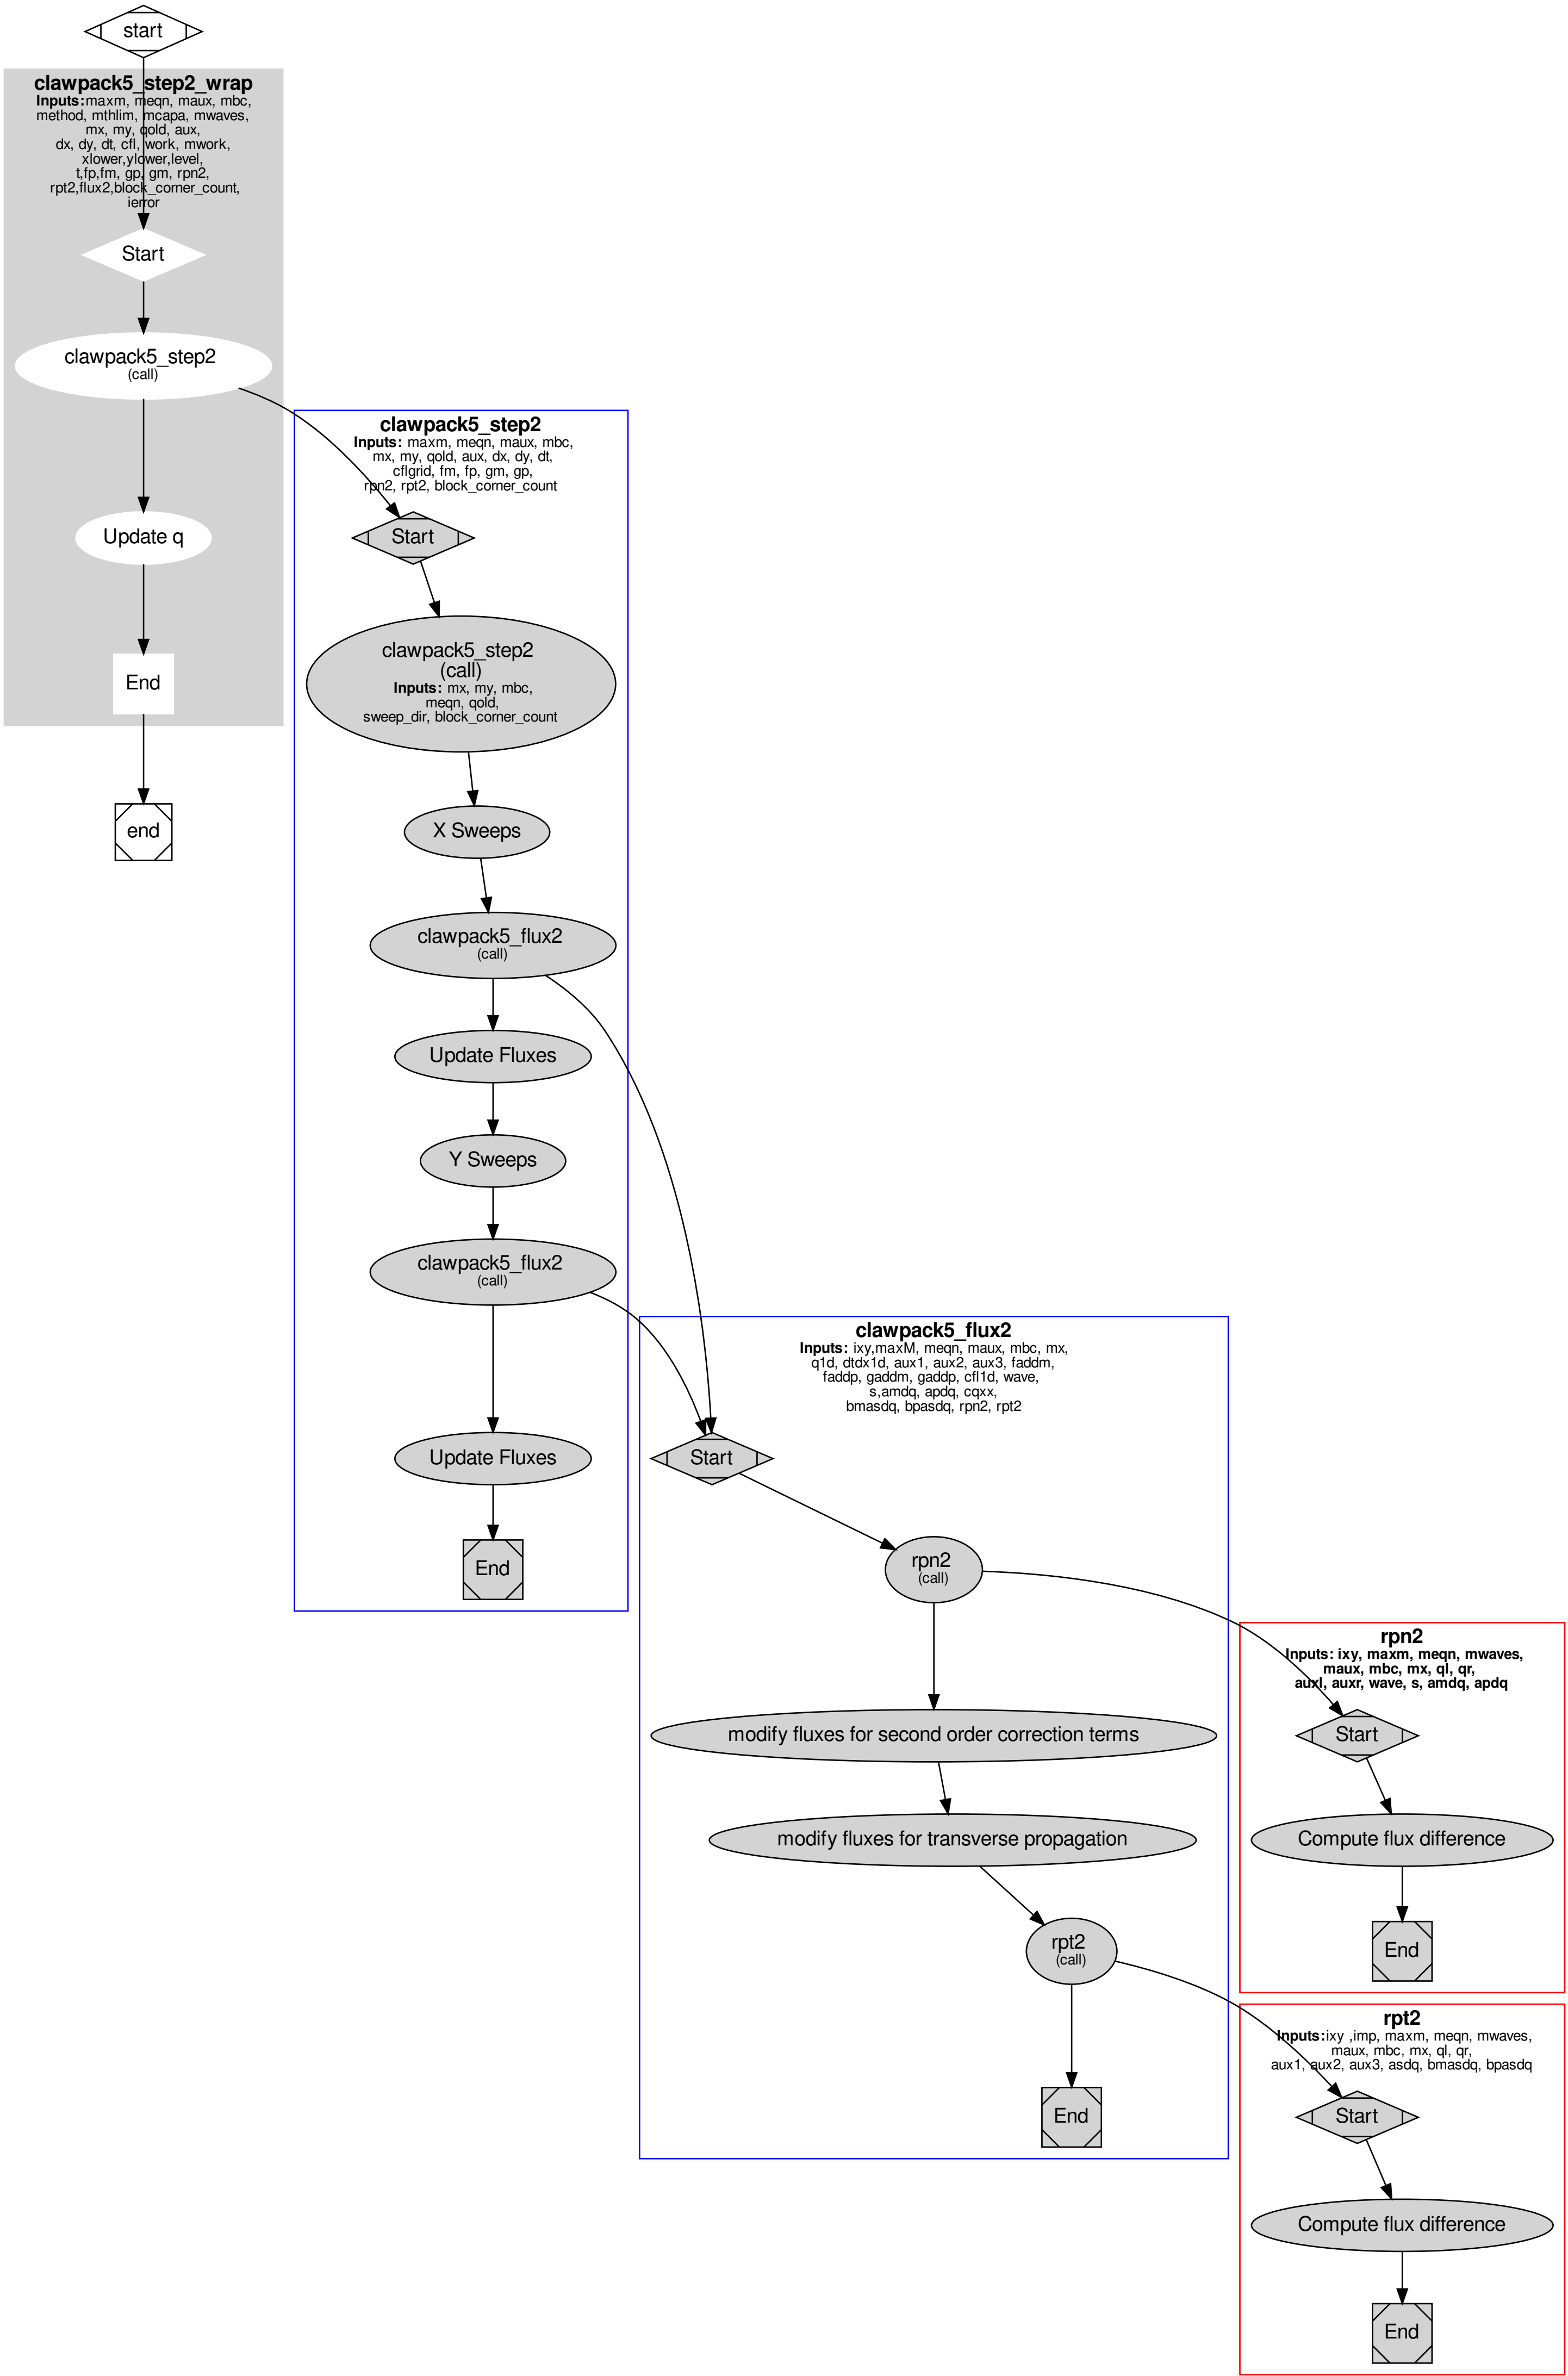 start
clawpack5_step2_wrap
Inputs:maxm, meqn, maux, mbc,
method, mthlim, mcapa, mwaves,
mx, my, qold, aux,
dx, dy, dt, cfl, work, mwork,
xlower,ylower,level,
t,fp,fm, gp, gm, rpn2,
rpt2,flux2,block_corner_count,
ierror
Start
clawpack5_step2
(call)
Update q
End
end
clawpack5_step2
Inputs: maxm, meqn, maux, mbc,
mx, my, qold, aux, dx, dy, dt,
cflgrid, fm, fp, gm, gp,
rpn2, rpt2, block_corner_count
Start
clawpack5_step2
(call)
Inputs: mx, my, mbc,
meqn, qold,
sweep_dir, block_corner_count
X Sweeps
clawpack5_flux2
(call)
Update Fluxes
Y Sweeps
clawpack5_flux2
(call)
Update Fluxes
End
clawpack5_flux2
Inputs: ixy,maxM, meqn, maux, mbc, mx,
q1d, dtdx1d, aux1, aux2, aux3, faddm,
faddp, gaddm, gaddp, cfl1d, wave,
s,amdq, apdq, cqxx,
bmasdq, bpasdq, rpn2, rpt2
Start
rpn2
(call)
modify fluxes for second order correction terms
modify fluxes for transverse propagation
rpt2
(call)
End
rpn2
Inputs: ixy, maxm, meqn, mwaves,
maux, mbc, mx, ql, qr,
auxl, auxr, wave, s, amdq, apdq
Start
Compute flux difference
End
rpt2
Inputs:ixy ,imp, maxm, meqn, mwaves,
maux, mbc, mx, ql, qr,
aux1, aux2, aux3, asdq, bmasdq, bpasdq
Start
Compute flux difference
End